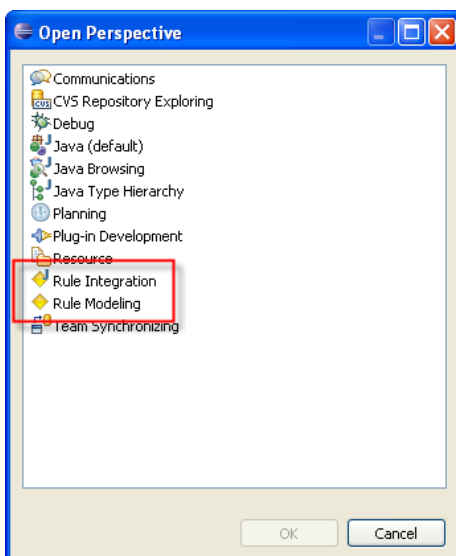 Open Perspective
Communications
CVS Repository Exploring
Debug
Java (default)
Java Browsing
Java Type Hierarchy
Planning
Plug-in Development
Resource
Rule Integration
Rule Modeling
Team Synchronizing
OK
Cancel